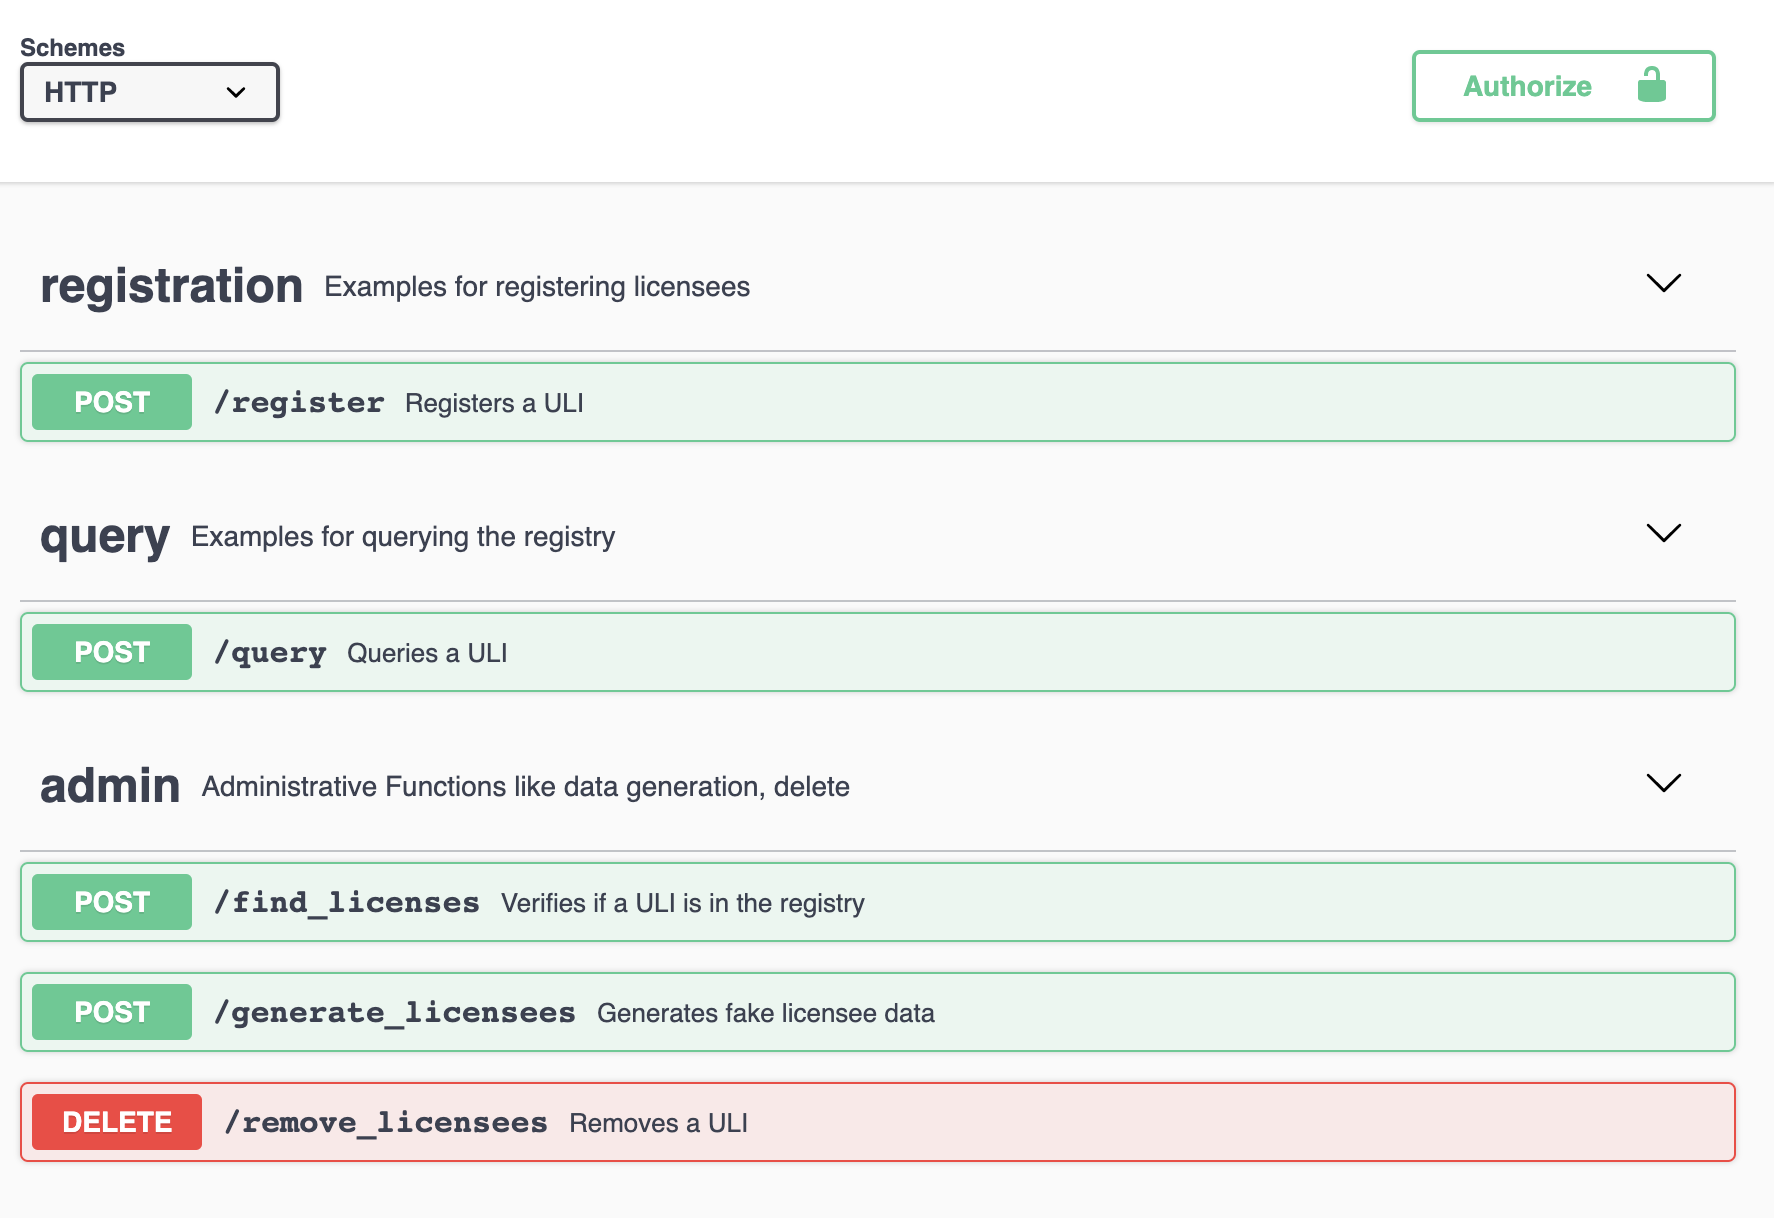 Schemes
HTTP
Authorize
registration Examples for registering licensees
POST /register Registers a ULI
query Examples for querying the registry
POST /query Queries a ULI
admin Administrative Functions like data generation, delete
POST /find_licenses Verifies if a ULI is in the registry
POST /generate_licensees Generates fake licensee data
DELETE /remove_licensees Removes a ULI